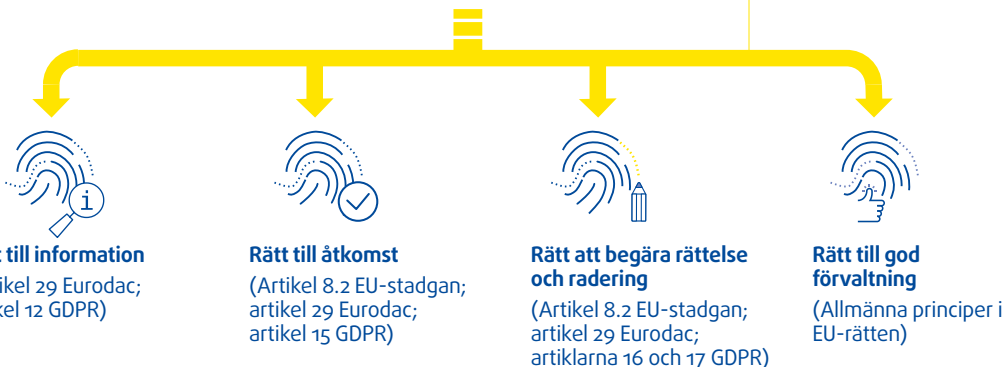 till information
ikel 29 Eurodac;
kel 12 GDPR)
Rätt till åtkomst
(Artikel 8.2 EU-stadgan;
artikel 29 Eurodac;
artikel 15 GDPR)
Rätt att begära rättelse
och radering
(Artikel 8.2 EU-stadgan;
artikel 29 Eurodac;
artiklarna 16 och 17 GDPR)
Rätt till god
förvaltning
(Allmänna principer i
EU-rätten)